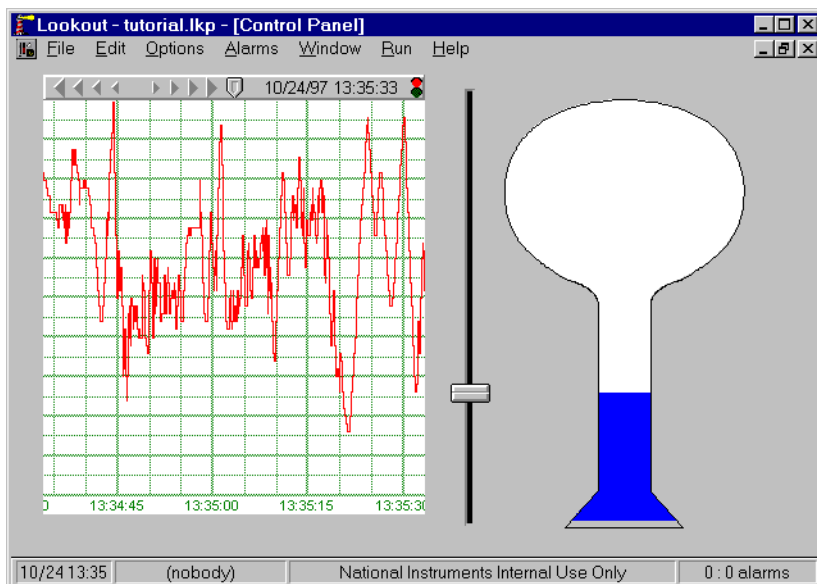 Lookout - tutorial.lkp - [Control Panel]
File Edit Options Alarms Window Run Help
10/24/97 13:35:33
0 13:34:45 13:35:00 13:35:15 13:35:30
10/24 13:35 (nobody) National Instruments Internal Use Only 0 : 0 alarms